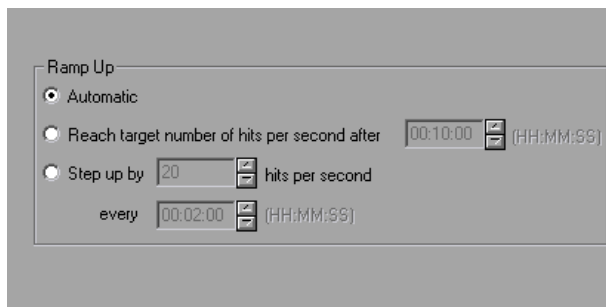 Ramp Up
Automatic
Reach target number of hits per second after 00:10:00 (HH:MM:SS)
Step up by 20 hits per second
every 00:02:00 (HH:MM:SS)